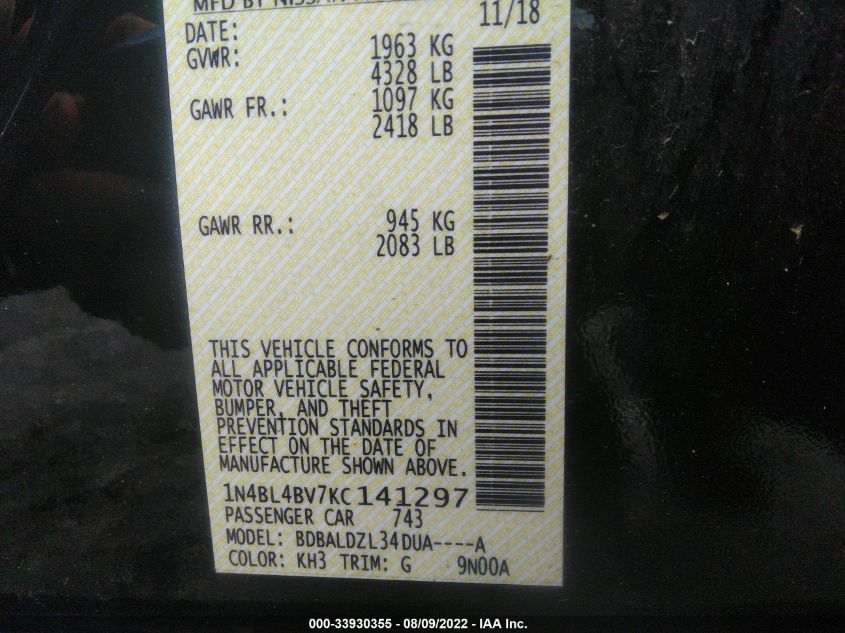 MFD BY NISSAN
DATE: 11/18
GVWR: 1963 KG
4328 LB
GAWR FR.: 1097 KG
2418 LB
GAWR RR.: 945 KG
2083 LB
THIS VEHICLE CONFORMS TO
ALL APPLICABLE FEDERAL
MOTOR VEHICLE SAFETY,
BUMPER, AND THEFT
PREVENTION STANDARDS IN
EFFECT ON THE DATE OF
MANUFACTURE SHOWN ABOVE.
1N4BL4BV7KC141297
PASSENGER CAR 743
MODEL: BDBALDZL34DUA----A
COLOR: KH3 TRIM: G 9N00A
000-33930355 - 08/09/2022 - IAA Inc.